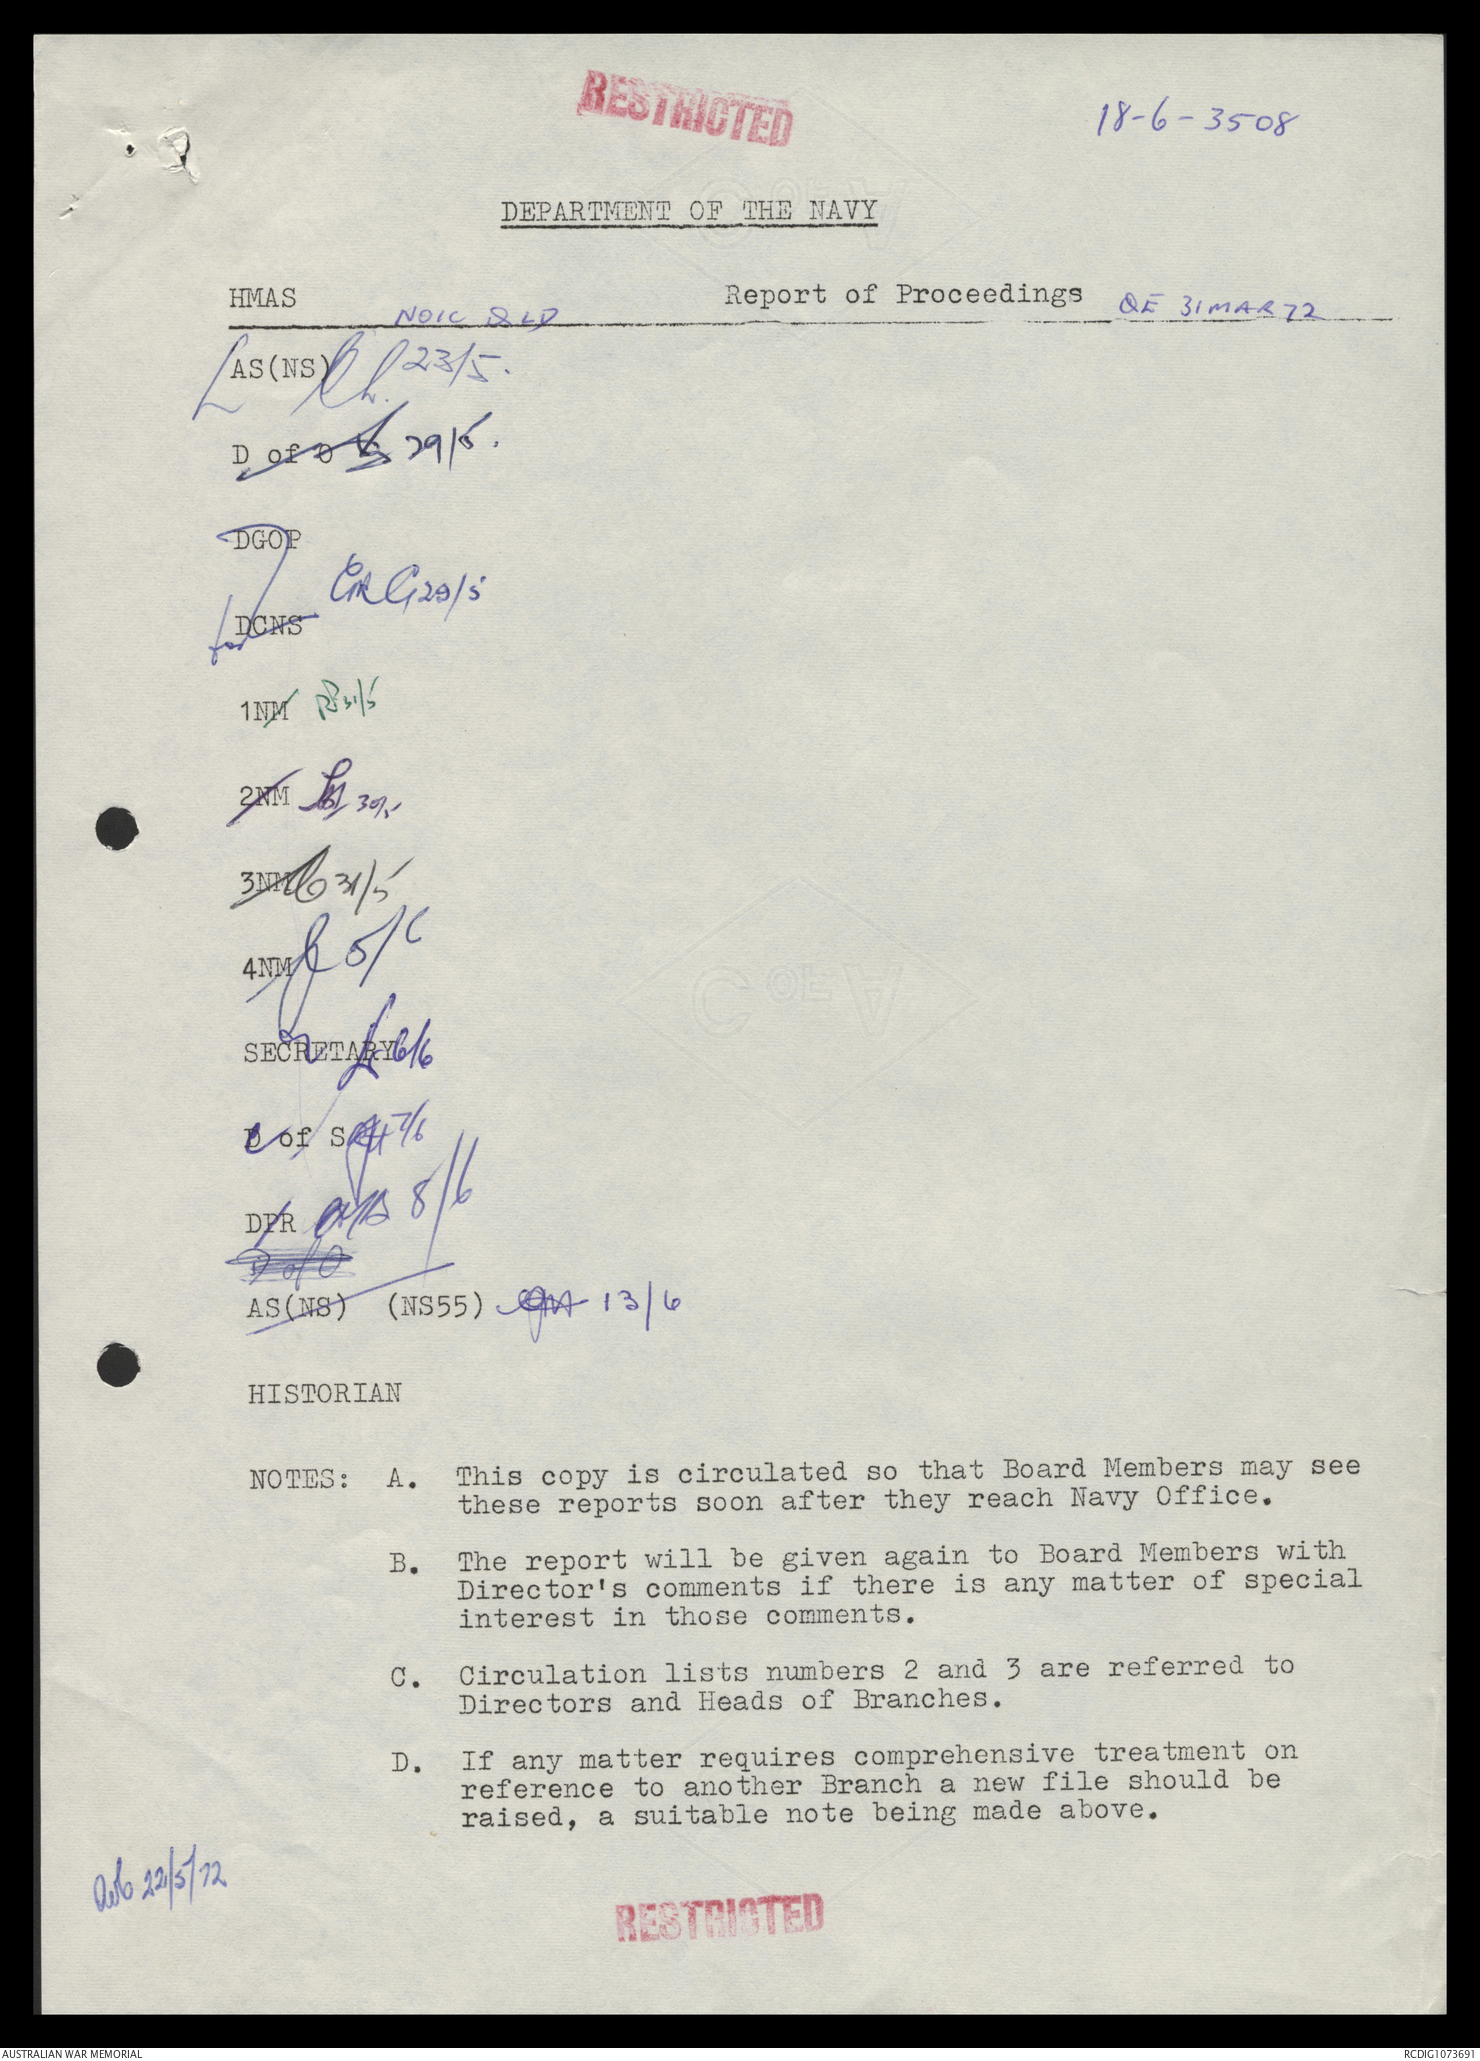 RESTRICTED
18-6-3508
DEPARTMENT OF THE NAVY
HMAS NOIC QLD Report of Proceedings QE 31 MAR 72
AS(NS) 23/5.
D of O 29/5.
DGOP
29/5
DCNS
for
1NM 31/5
2NM 30/5
3NM 31/5
4NM 5/6
SECRETARY 6/6
D of S 7/6
DPR 8/6
D of O
AS(NS) (NS55) 13/6
HISTORIAN
NOTES: A. This copy is circulated so that Board Members may see
these reports soon after they reach Navy Office.
B. The report will be given again to Board Members with
Director's comments if there is any matter of special
interest in those comments.
C. Circulation lists numbers 2 and 3 are referred to
Directors and Heads of Branches.
D. If any matter requires comprehensive treatment on
reference to another Branch a new file should be
raised, a suitable note being made above.
22/5/72
RESTRICTED
AUSTRALIAN WAR MEMORIAL RCDIG1073691